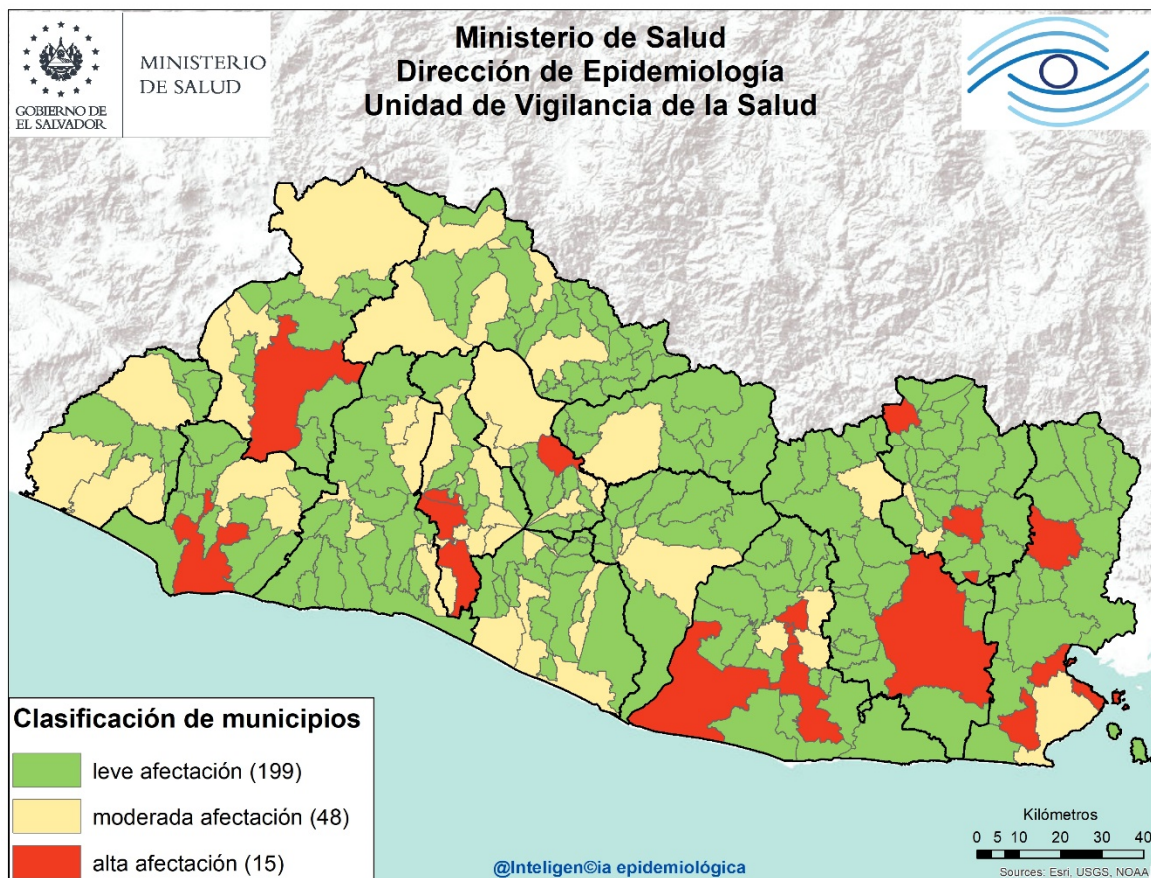 GOBIERNO DE
EL SALVADOR
MINISTERIO
DE SALUD
Ministerio de Salud
Dirección de Epidemiología
Unidad de Vigilancia de la Salud
Clasificación de municipios
leve afectación (199)
moderada afectación (48)
alta afectación (15)
@Inteligen©ia epidemiológica
Kilómetros
0 5 10 20 30 40
Sources: Esri, USGS, NOAA